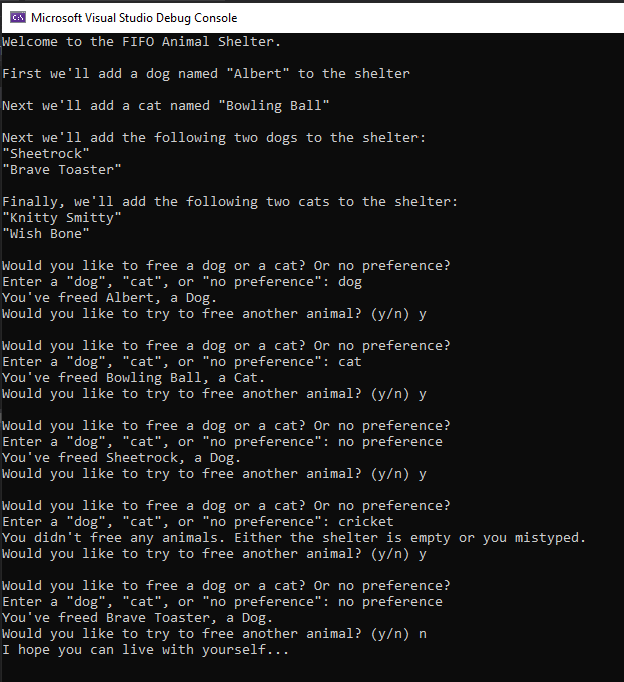 Microsoft Visual Studio Debug Console
Welcome to the FIFO Animal Shelter.
First we'll add a dog named "Albert" to the shelter
Next we'll add a cat named "Bowling Ball"
Next we'll add the following two dogs to the shelter:
"Sheetrock"
"Brave Toaster"
Finally, we'll add the following two cats to the shelter:
"Knitty Smitty"
"Wish Bone"
Would you like to free a dog or a cat? Or no preference?
Enter a "dog", "cat", or "no preference": dog
You've freed Albert, a Dog.
Would you like to try to free another animal? (y/n) y
Would you like to free a dog or a cat? Or no preference?
Enter a "dog", "cat", or "no preference": cat
You've freed Bowling Ball, a Cat.
Would you like to try to free another animal? (y/n) y
Would you like to free a dog or a cat? Or no preference?
Enter a "dog", "cat", or "no preference": no preference
You've freed Sheetrock, a Dog.
Would you like to try to free another animal? (y/n) y
Would you like to free a dog or a cat? Or no preference?
Enter a "dog", "cat", or "no preference": cricket
You didn't free any animals. Either the shelter is empty or you mistyped.
Would you like to try to free another animal? (y/n) y
Would you like to free a dog or a cat? Or no preference?
Enter a "dog", "cat", or "no preference": no preference
You've freed Brave Toaster, a Dog.
Would you like to try to free another animal? (y/n) n
I hope you can live with yourself...